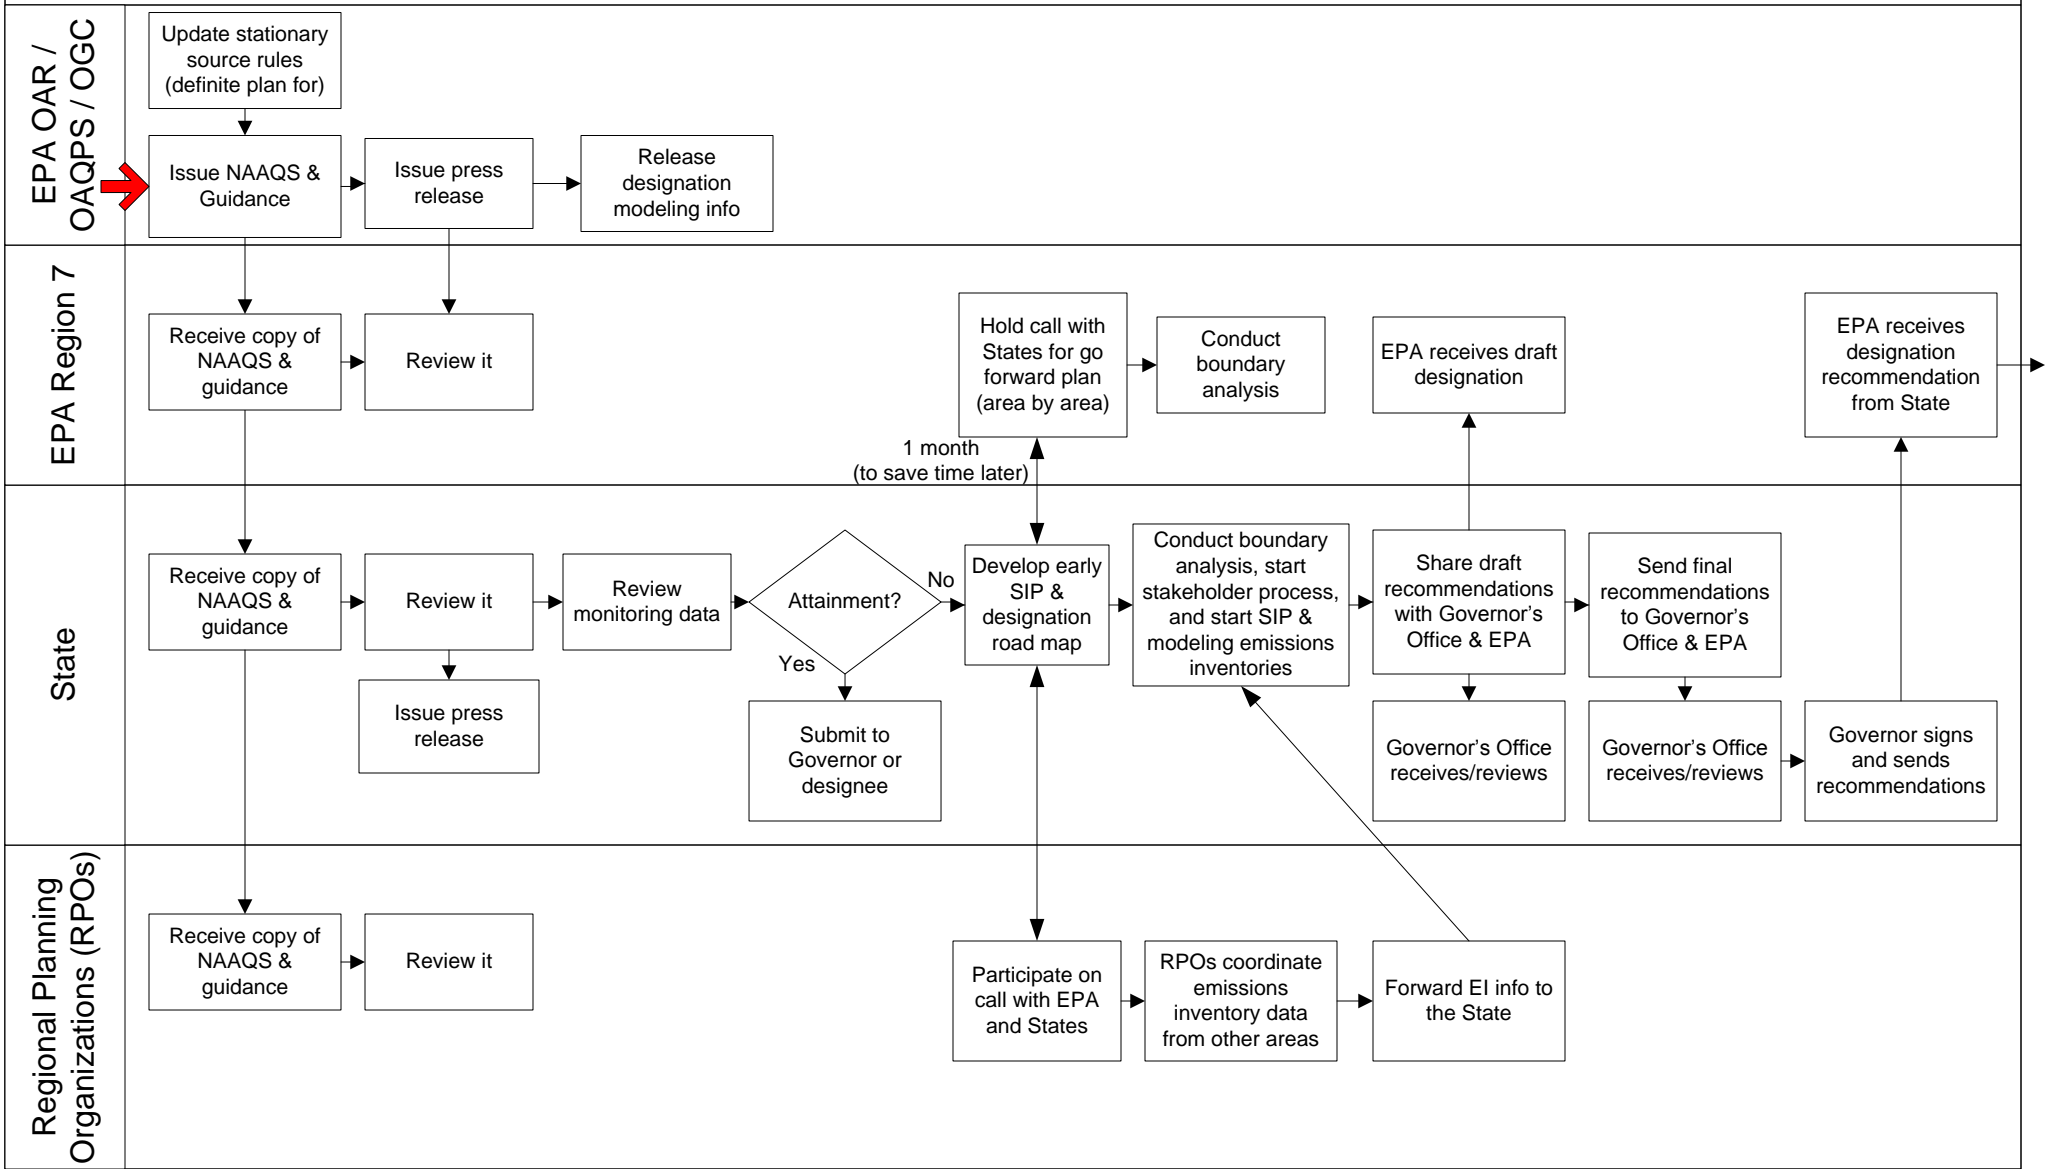 EPA OAR /
OAQPS / OGC
Update stationary
source rules
(definite plan for)
Issue NAAQS &
Guidance
Issue press
release
Release
designation
modeling info
EPA Region 7
Receive copy of
NAAQS &
guidance
Review it
Hold call with
States for go
forward plan
(area by area)
Conduct
boundary
analysis
EPA receives draft
designation
EPA receives
designation
recommendation
from State
1 month
(to save time later)
State
Receive copy of
NAAQS &
guidance
Review it
Issue press
release
Review
monitoring data
Attainment?
No
Yes
Submit to
Governor or
designee
Develop early
SIP &
designation
road map
Conduct boundary
analysis, start
stakeholder process,
and start SIP &
modeling emissions
inventories
Share draft
recommendations
with Governor’s
Office & EPA
Send final
recommendations
to Governor’s
Office & EPA
Governor’s Office
receives/reviews
Governor’s Office
receives/reviews
Governor signs
and sends
recommendations
Regional Planning
Organizations (RPOs)
Receive copy of
NAAQS &
guidance
Review it
Participate on
call with EPA
and States
RPOs coordinate
emissions
inventory data
from other areas
Forward EI info to
the State